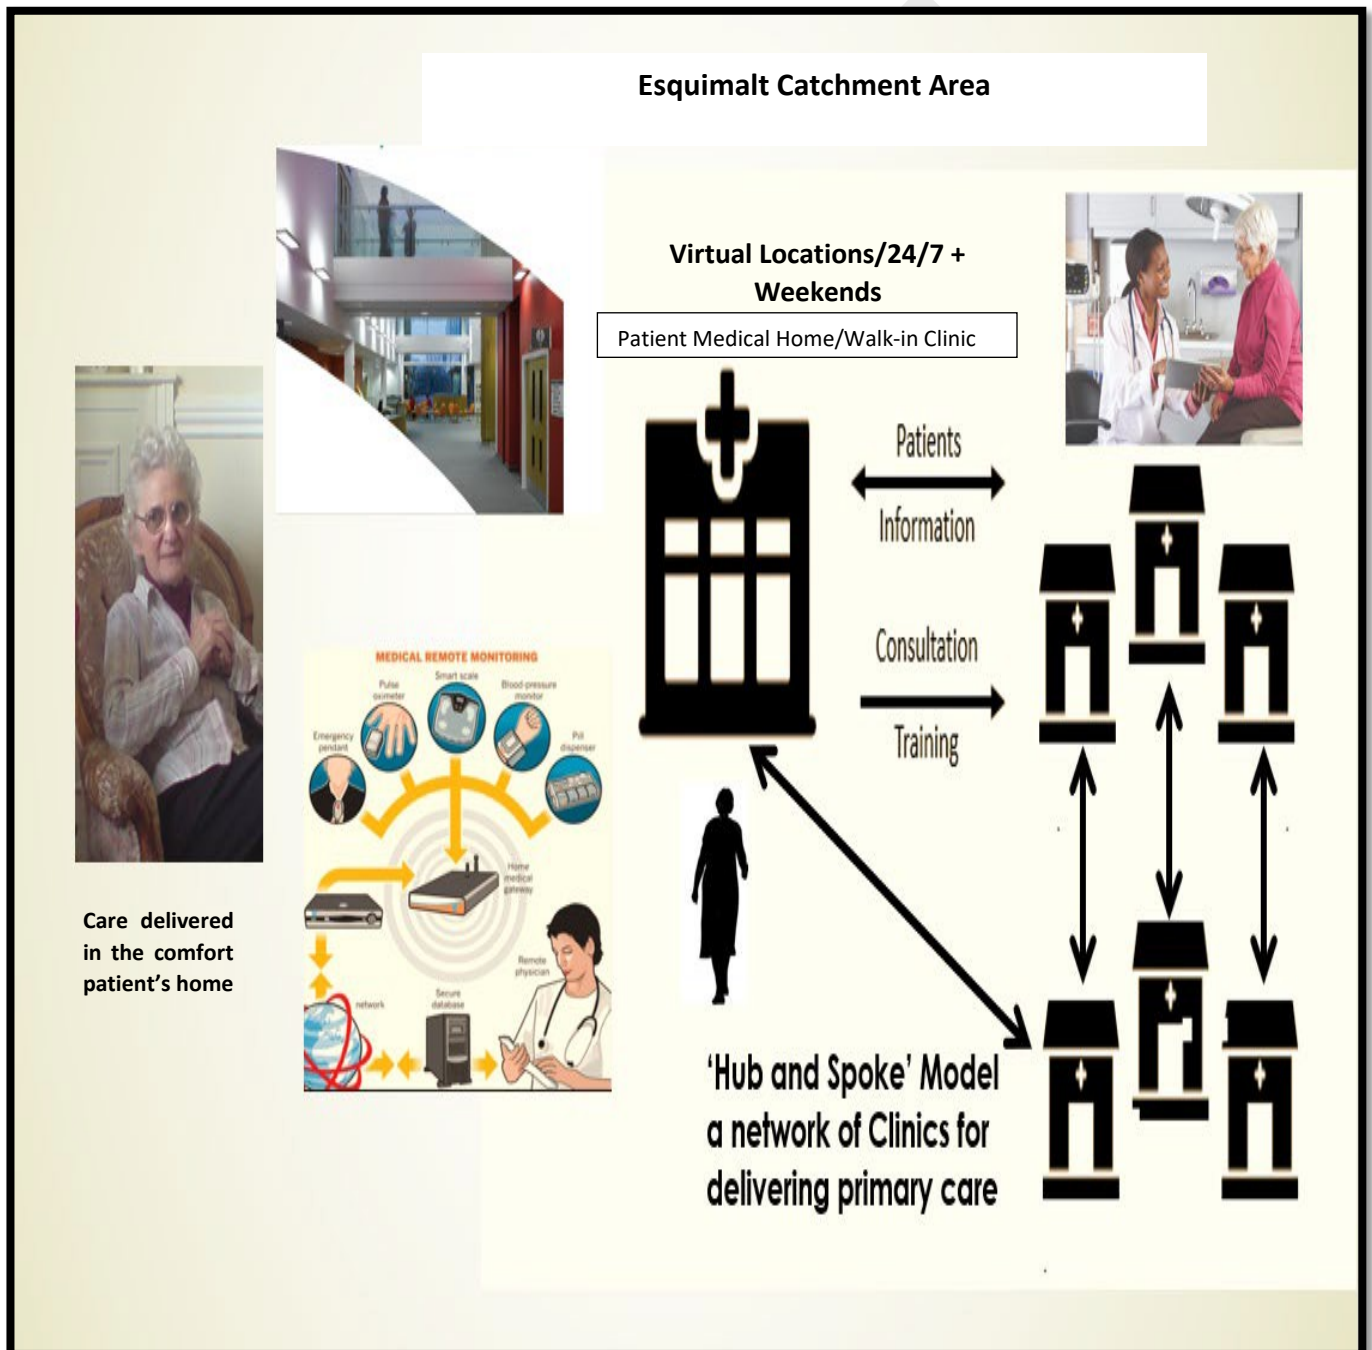 Esquimalt Catchment Area
Virtual Locations/24/7 +
Weekends
Patient Medical Home/Walk-in Clinic
Patients
Information
Consultation
Training
MEDICAL REMOTE MONITORING
Emergency
pendant
Pulse
oximeter
Smart scale
Blood-pressure
monitor
Pill
dispenser
Home
medical
gateway
Remote
physician
Secure
database
network
Care delivered
in the comfort
patient's home
‘Hub and Spoke’ Model
a network of Clinics for
delivering primary care